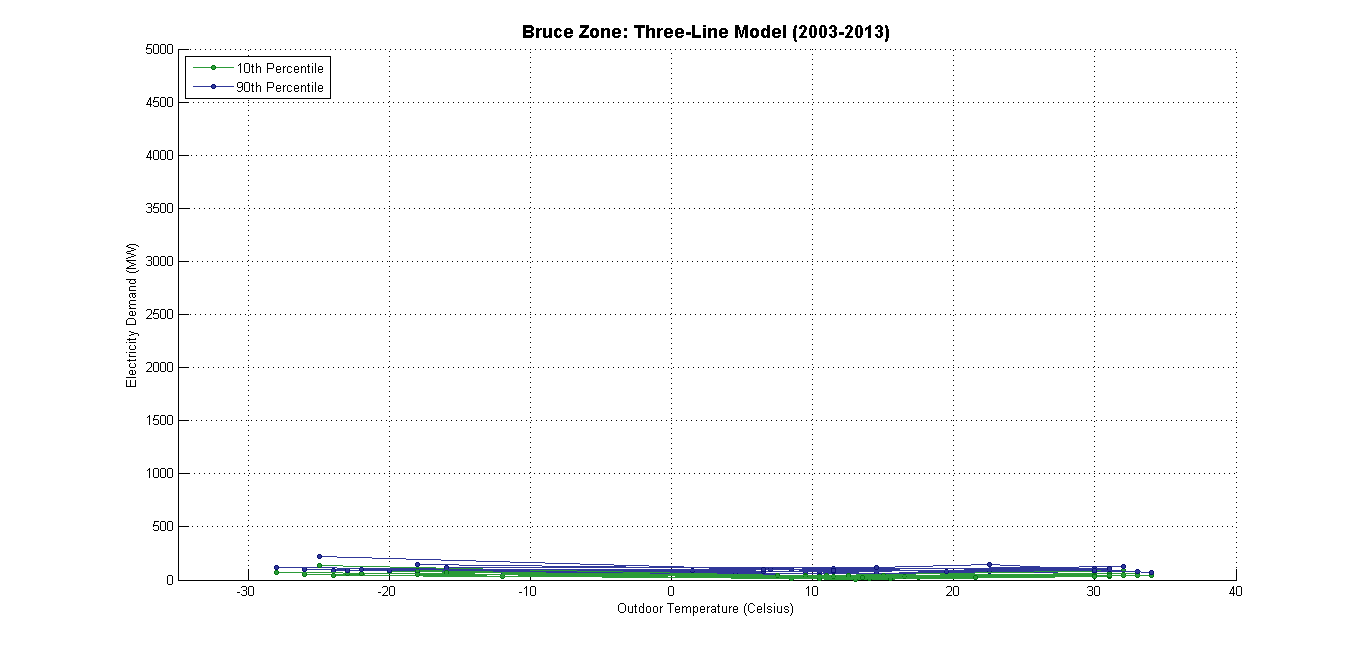 Bruce Zone: Three-Line Model (2003-2013)
5000
10th Percentile
90th Percentile
4500
4000
3500
3000
2500
2000
1500
1000
500
0
Electricity Demand (MW)
-30 -20 -10 0 10 20 30 40
Outdoor Temperature (Celsius)